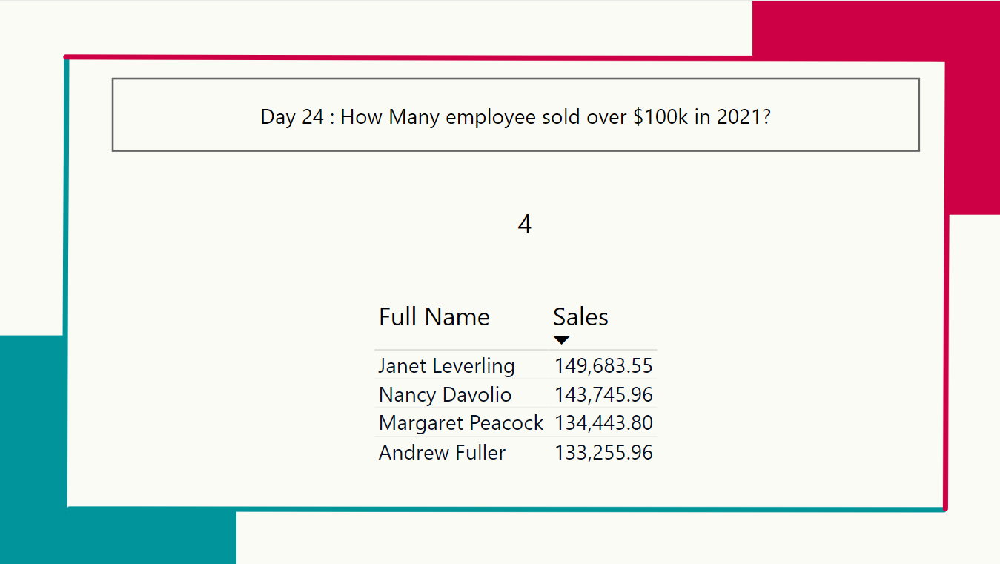 Day 24 : How Many employee sold over $100k in 2021?
4
Full Name Sales
Janet Leverling 149,683.55
Nancy Davolio 143,745.96
Margaret Peacock 134,443.80
Andrew Fuller 133,255.96